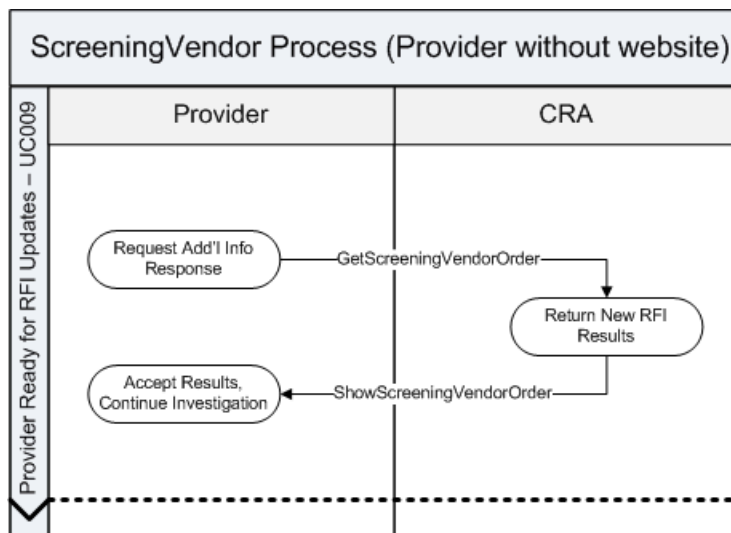 ScreeningVendor Process (Provider without website)
Provider Ready for RFI Updates – UC009
Provider
CRA
Request Add'l Info
Response
GetScreeningVendorOrder
Return New RFI
Results
Accept Results,
Continue Investigation
ShowScreeningVendorOrder